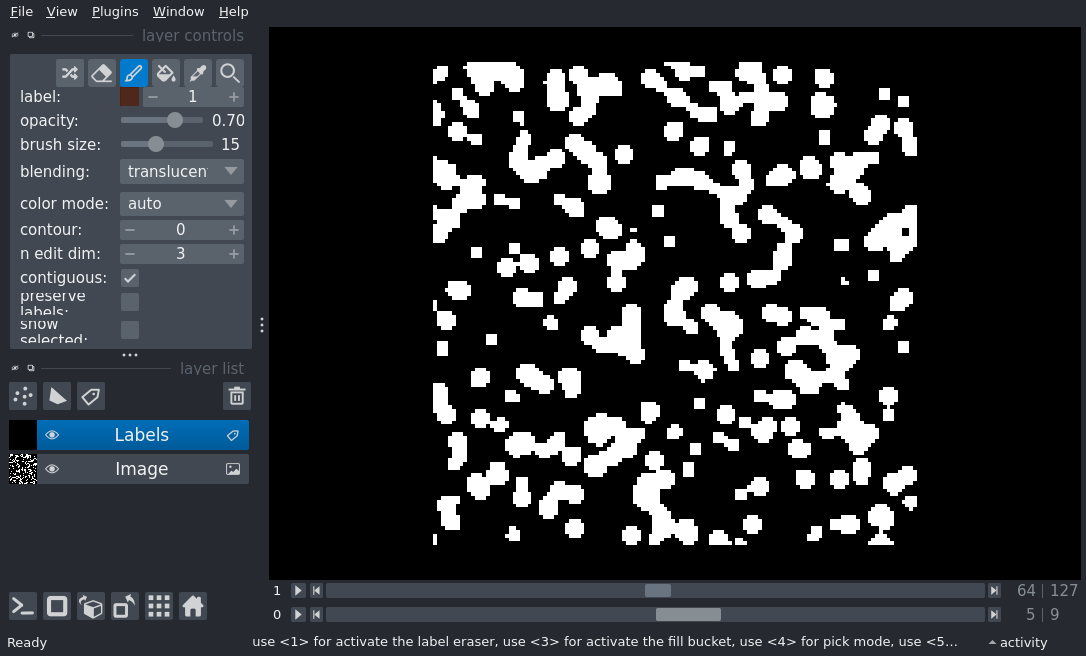 File View Plugins Window Help
layer controls
label: 1
opacity: 0.70
brush size: 15
blending: translucen
color mode: auto
contour: 0
n edit dim: 3
contiguous:
preserve
labels:
show
selected:
layer list
Labels
Image
1 64 127
0 5 9
Ready use <1> for activate the label eraser, use <3> for activate the fill bucket, use <4> for pick mode, use <5... activity